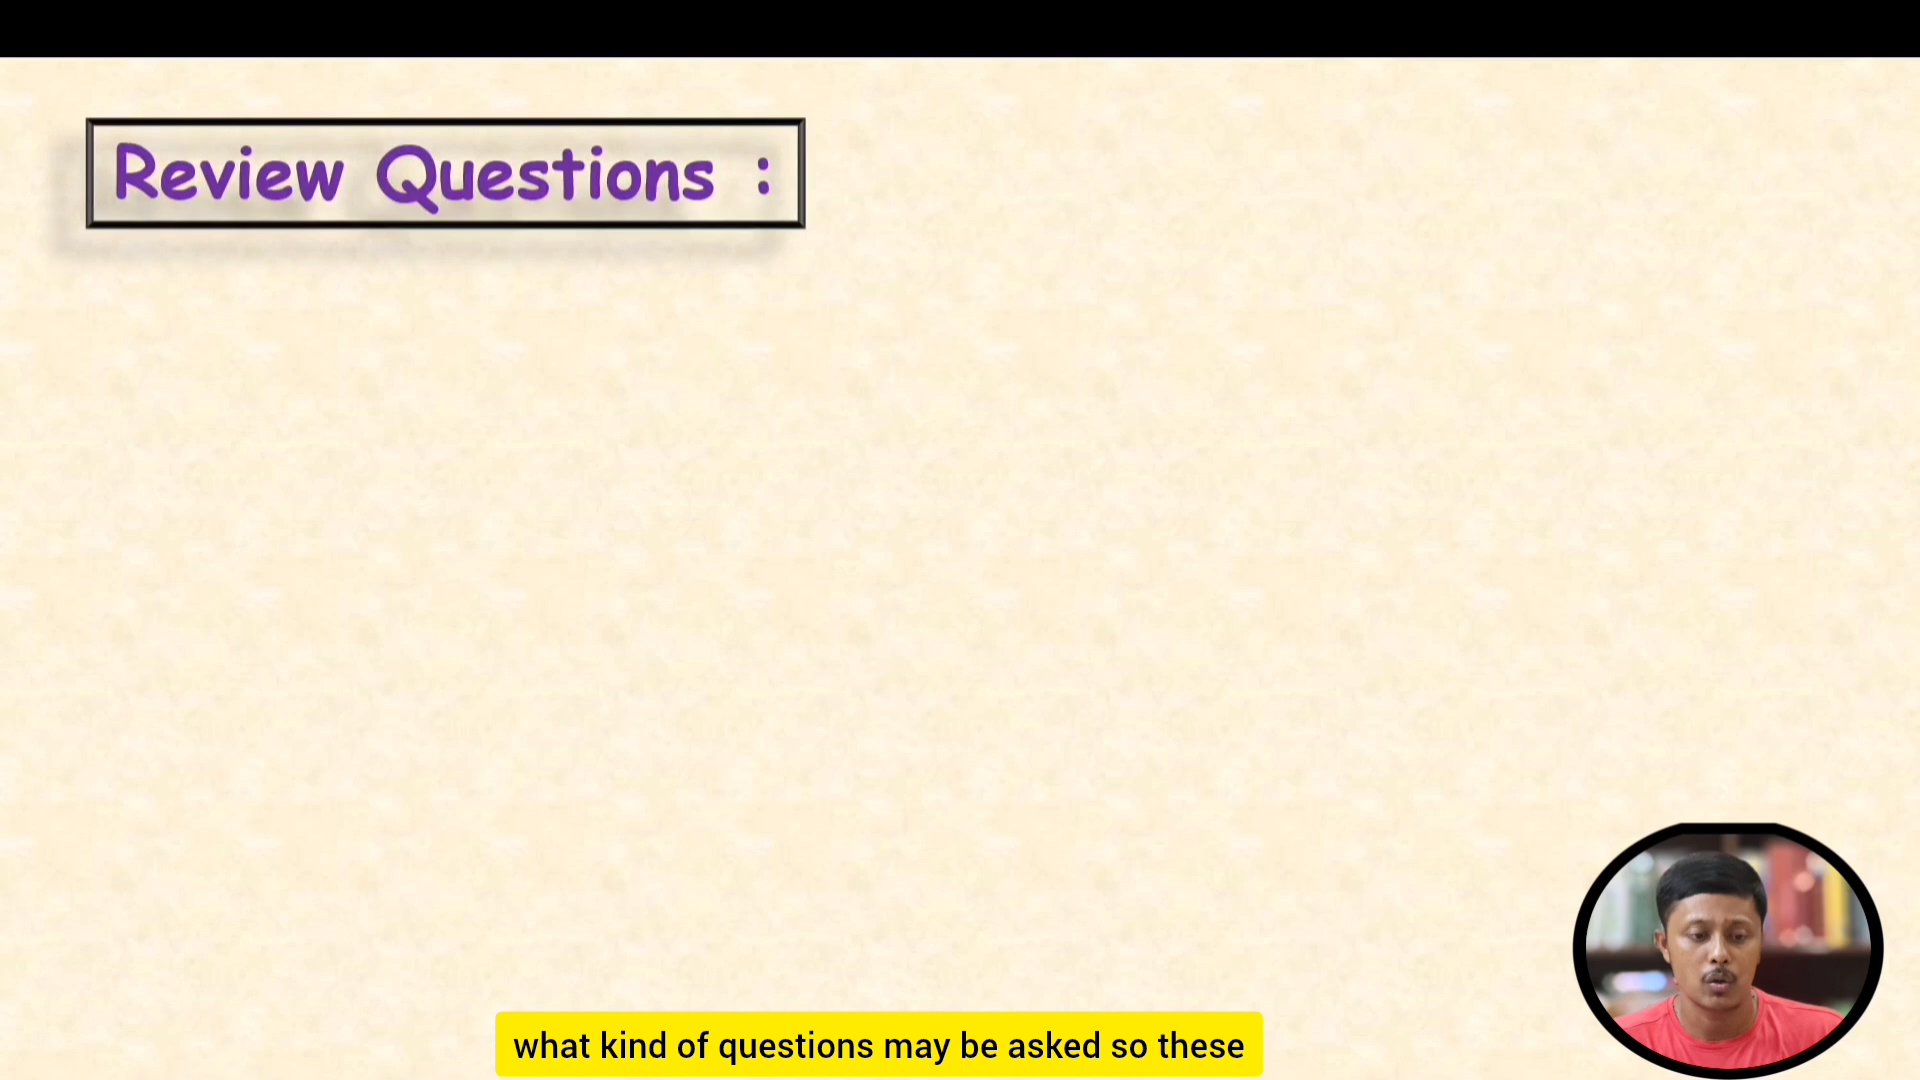 Review Questions :
what kind of questions may be asked so these